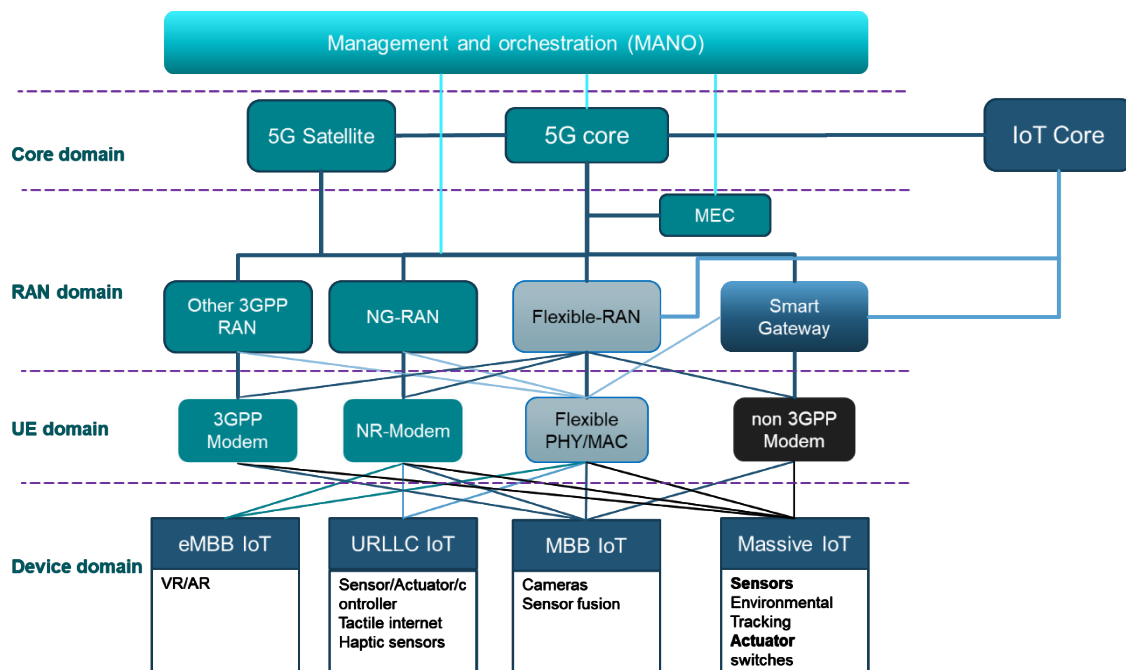 Management and orchestration (MANO)
5G Satellite
5G core
IoT Core
Core domain
MEC
RAN domain
Other 3GPP
RAN
NG-RAN
Flexible-RAN
Smart
Gateway
UE domain
3GPP
Modem
NR-Modem
Flexible
PHY/MAC
non 3GPP
Modem
Device domain
eMBB IoT
VR/AR
URLLC IoT
Sensor/Actuator/c
ontroller
Tactile internet
Haptic sensors
MBB IoT
Cameras
Sensor fusion
Massive IoT
Sensors
Environmental
Tracking
Actuator
switches